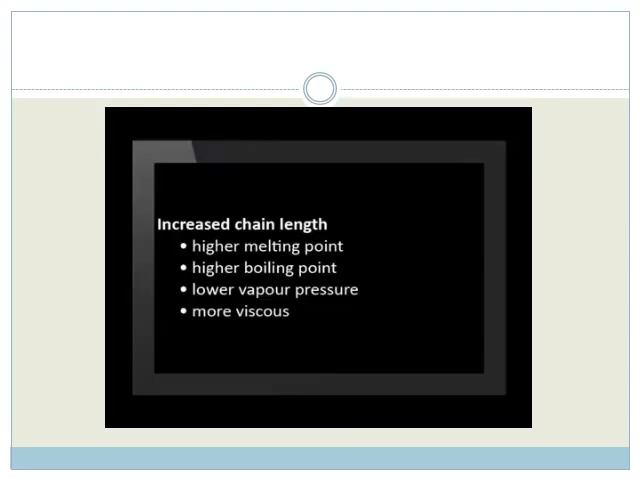 Increased chain length
• higher melting point
• higher boiling point
• lower vapour pressure
• more viscous